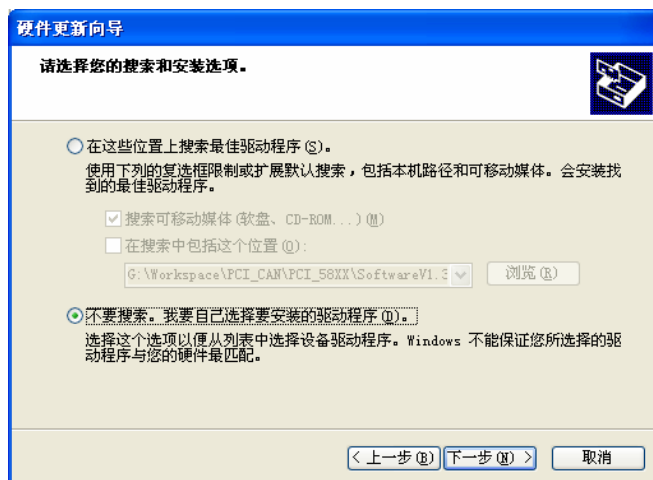 硬件更新向导
请选择您的搜索和安装选项。
在这些位置上搜索最佳驱动程序(S)。
使用下列的复选框限制或扩展默认搜索，包括本机路径和可移动媒体。会安装找
到的最佳驱动程序。
搜索可移动媒体(软盘、CD-ROM...)(M)
在搜索中包括这个位置(O):
G:\Workspace\PCI_CAN\PCI_58XX\SoftwareV1.3
浏览(R)
不要搜索。我要自己选择要安装的驱动程序(D)。
选择这个选项以便从列表中选择设备驱动程序。Windows 不能保证您所选择的驱
动程序与您的硬件最匹配。
< 上一步(B) 下一步(N) > 取消